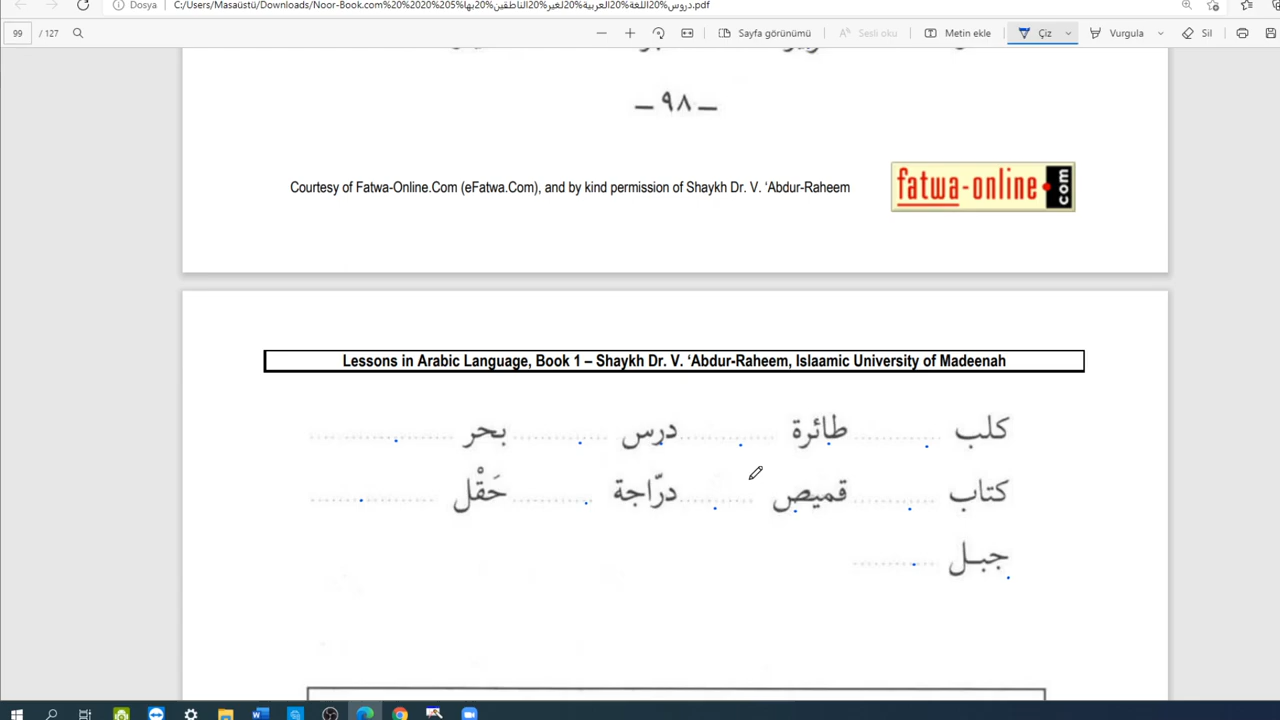 Dosya C:/Users/Masaüstü/Downloads/Noor-Book.com%20%2020%205دروس%20اللغة%20العربية%20لغير%20الناطقين%20بها.pdf
99 / 127 Sayfa görünümü Sesli oku Metin ekle Çiz Vurgula Sil
– ٩٨ –
Courtesy of Fatwa-Online.Com (eFatwa.Com), and by kind permission of Shaykh Dr. V. ‘Abdur-Raheem
fatwa-online.com
Lessons in Arabic Language, Book 1 – Shaykh Dr. V. ‘Abdur-Raheem, Islaamic University of Madeenah
كلب ............ طائرة ............ درس ............ بحر ..................
كتاب ............ قميص ............ درّاجة ............ حَقْل ..................
جبـل ............